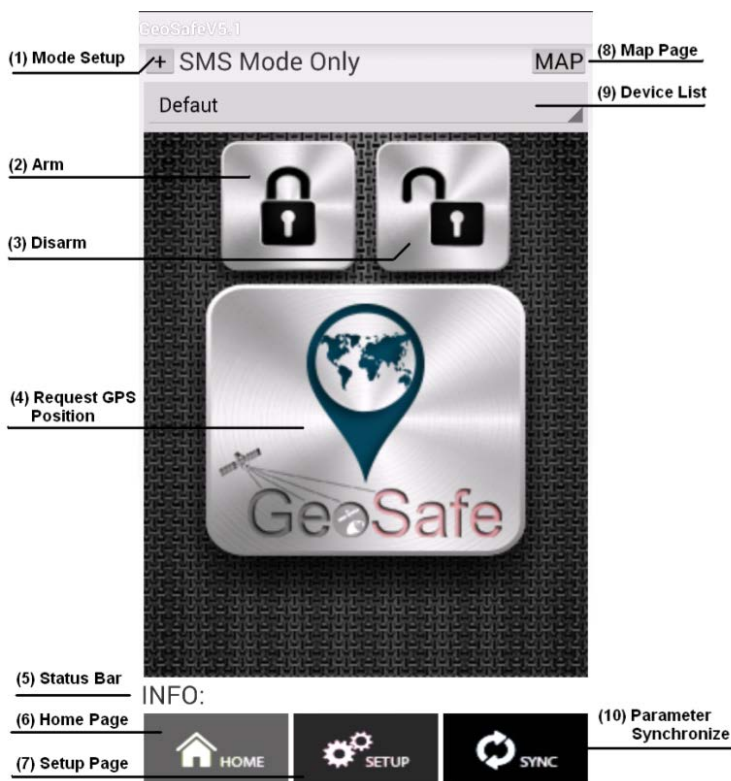 GeoSafeV5.1
(1) Mode Setup
+ SMS Mode Only
MAP
(8) Map Page
Defaut
(9) Device List
(2) Arm
(3) Disarm
(4) Request GPS
Position
GeoSafe
(5) Status Bar
INFO:
(6) Home Page
HOME
SETUP
SYNC
(10) Parameter
Synchronize
(7) Setup Page